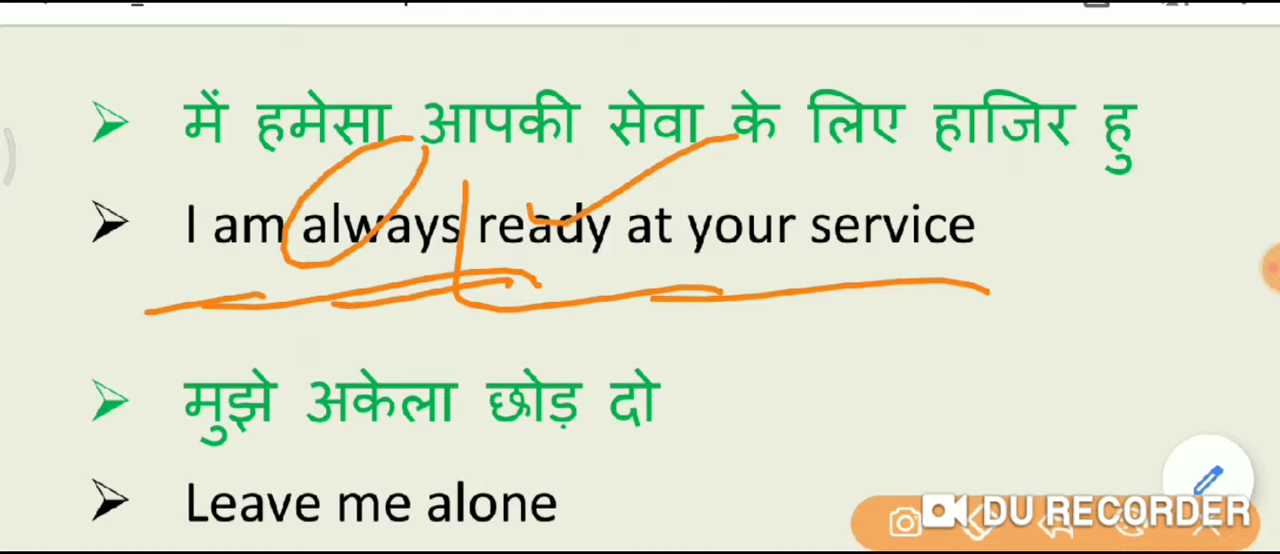 में हमेसा आपकी सेवा के लिए हाजिर हु
I am always ready at your service
मुझे अकेला छोड़ दो
Leave me alone
DU RECORDER